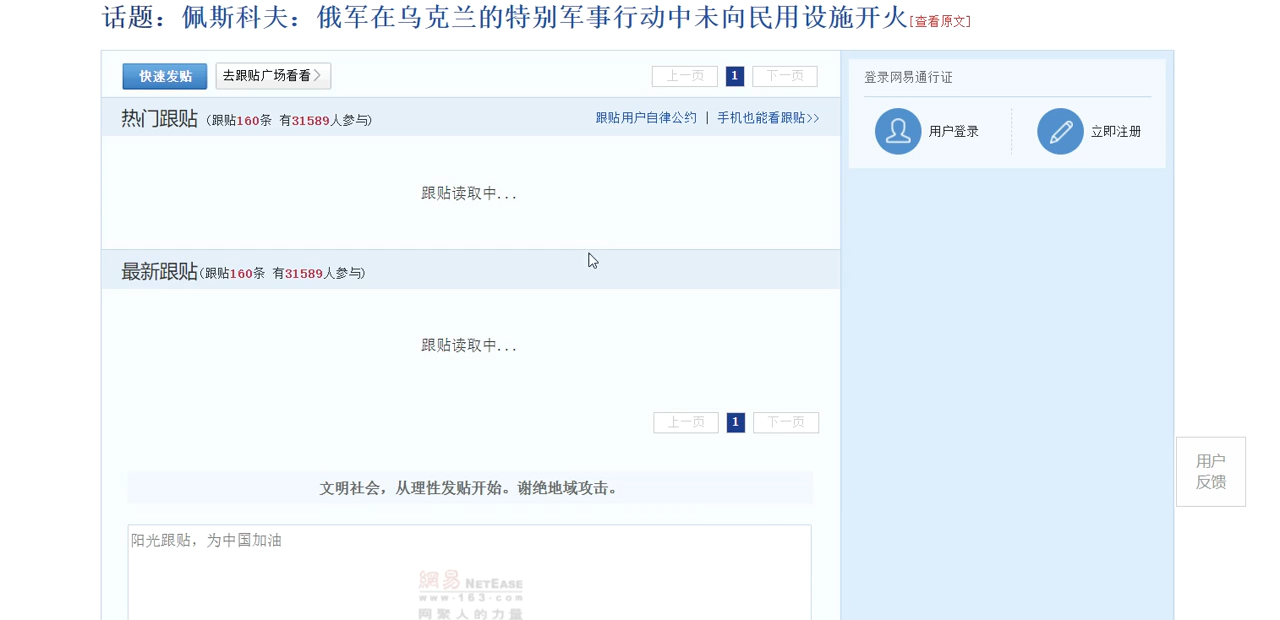 话题：佩斯科夫：俄军在乌克兰的特别军事行动中未向民用设施开火[查看原文]
快速发贴 去跟贴广场看看> 上一页 1 下一页
登录网易通行证
热门跟贴 (跟贴160条 有31589人参与) 跟贴用户自律公约 | 手机也能看跟贴>>
用户登录 立即注册
跟贴读取中...
最新跟贴(跟贴160条 有31589人参与)
跟贴读取中...
上一页 1 下一页
用户
反馈
文明社会，从理性发贴开始。谢绝地域攻击。
阳光跟贴，为中国加油
網易 NETEASE
www.163.com
网聚人的力量